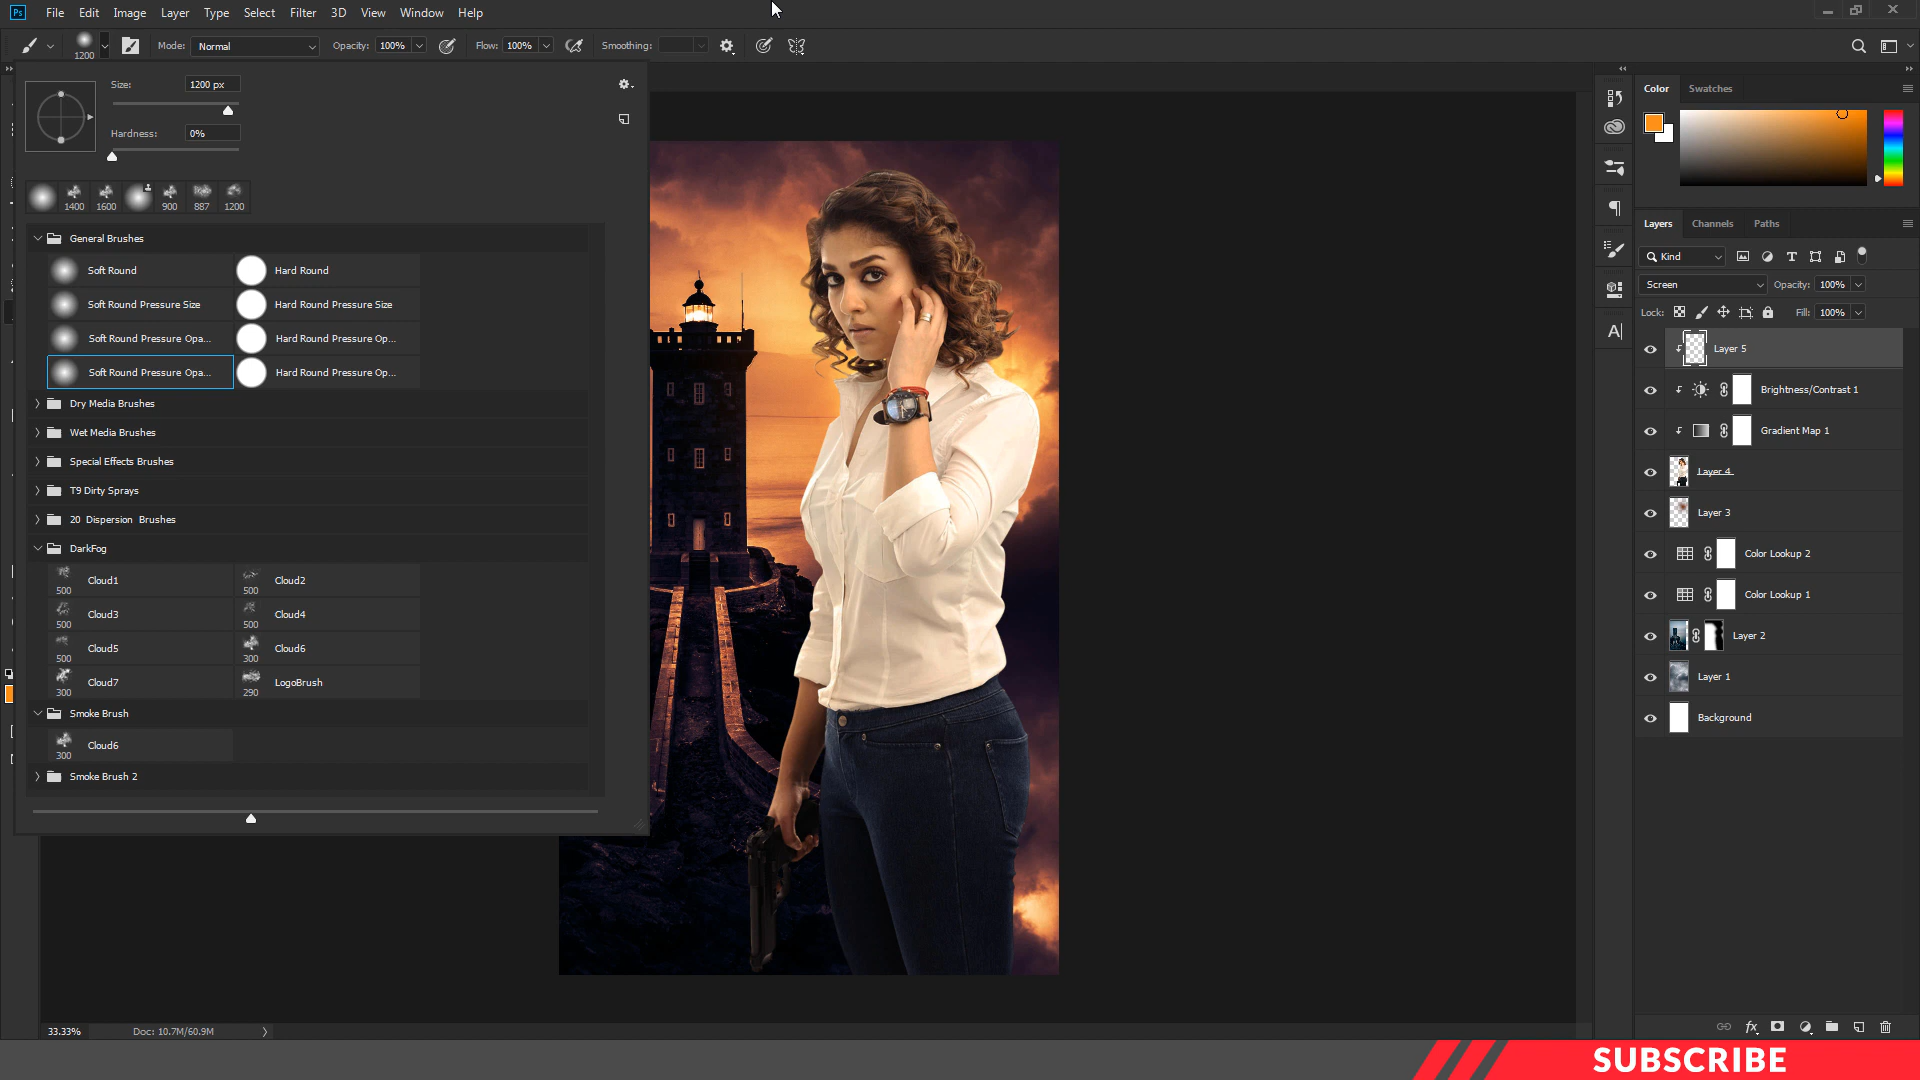 Ps File Edit Image Layer Type Select Filter 3D View Window Help
1200 Mode: Normal Opacity: 100% Flow: 100% Smoothing:
Size: 1200 px
Hardness: 0%
1400 1600 900 887 1200
General Brushes
Soft Round Hard Round
Soft Round Pressure Size Hard Round Pressure Size
Soft Round Pressure Opa... Hard Round Pressure Op...
Soft Round Pressure Opa... Hard Round Pressure Op...
Dry Media Brushes
Wet Media Brushes
Special Effects Brushes
T9 Dirty Sprays
20 Dispersion Brushes
DarkFog
500 Cloud1 500 Cloud2
500 Cloud3 500 Cloud4
500 Cloud5 300 Cloud6
300 Cloud7 290 LogoBrush
Smoke Brush
300 Cloud6
Smoke Brush 2
33.33% Doc: 10.7M/60.9M
Color Swatches
Layers Channels Paths
Kind
Screen Opacity: 100%
Lock: Fill: 100%
Layer 5
Brightness/Contrast 1
Gradient Map 1
Layer 4
Layer 3
Color Lookup 2
Color Lookup 1
Layer 2
Layer 1
Background
fx
SUBSCRIBE